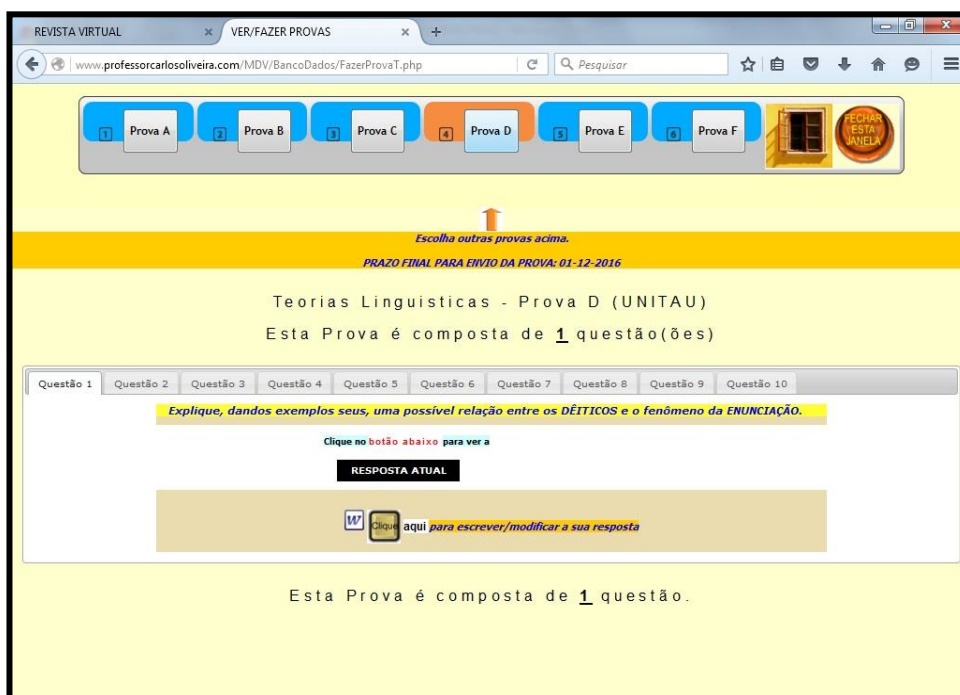 REVISTA VIRTUAL
VER/FAZER PROVAS
www.professorcarlosoliveira.com/MDV/BancoDados/FazerProvaT.php
Pesquisar
1 Prova A
2 Prova B
3 Prova C
4 Prova D
5 Prova E
6 Prova F
FECHAR
ESTA
JANELA
Escolha outras provas acima.
PRAZO FINAL PARA ENVIO DA PROVA: 01-12-2016
Teorias Linguisticas - Prova D (UNITAU)
Esta Prova é composta de 1 questão(ões)
Questão 1 Questão 2 Questão 3 Questão 4 Questão 5 Questão 6 Questão 7 Questão 8 Questão 9 Questão 10
Explique, dandos exemplos seus, uma possível relação entre os DÊITICOS e o fenômeno da ENUNCIAÇÃO.
Clique no botão abaixo para ver a
RESPOSTA ATUAL
W Clique aqui para escrever/modificar a sua resposta
Esta Prova é composta de 1 questão.